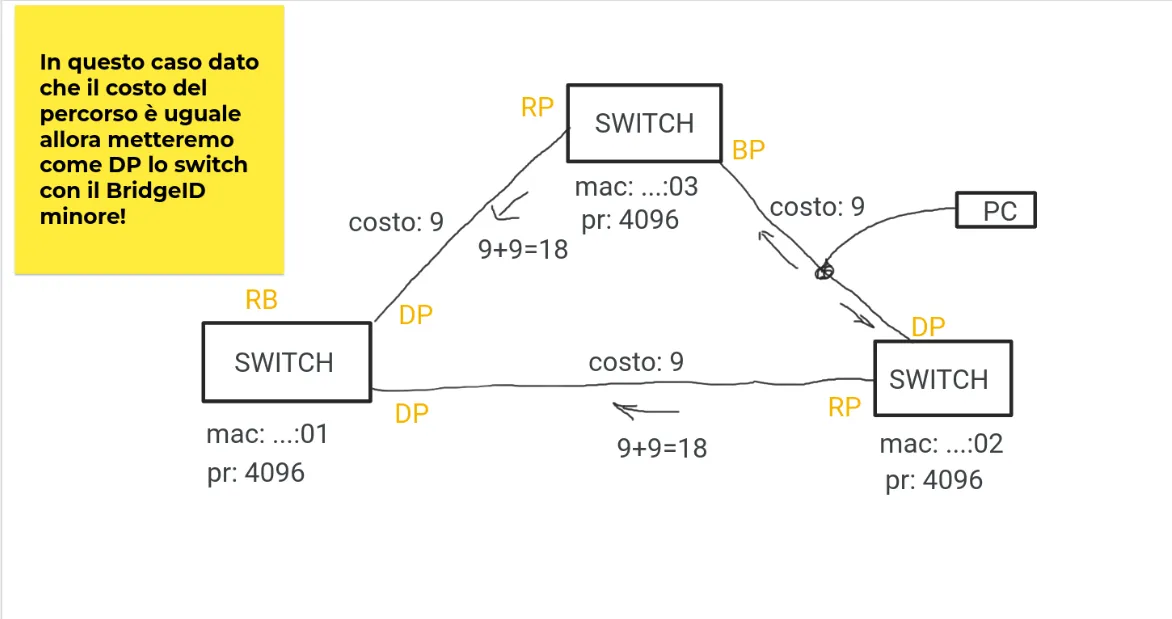 In questo caso dato
che il costo del
percorso è uguale
allora metteremo
come DP lo switch
con il BridgeID
minore!
RP
SWITCH
BP
mac: ...:03
pr: 4096
costo: 9
9+9=18
costo: 9
PC
RB
DP
SWITCH
DP
mac: ...:01
pr: 4096
costo: 9
9+9=18
DP
SWITCH
RP
mac: ...:02
pr: 4096